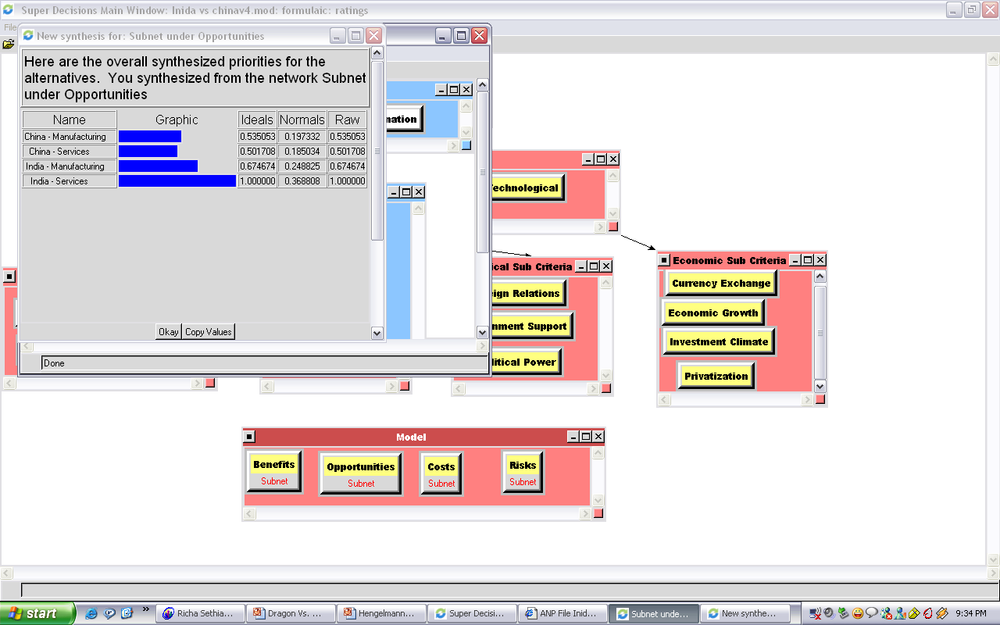 Super Decisions Main Window: Inida vs chinav4.mod: formulaic: ratings
File
New synthesis for: Subnet under Opportunities
Here are the overall synthesized priorities for the
alternatives. You synthesized from the network Subnet
under Opportunities
Name Graphic Ideals Normals Raw
China - Manufacturing 0.535053 0.197332 0.535053
China - Services 0.501708 0.185034 0.501708
India - Manufacturing 0.674674 0.248825 0.674674
India - Services 1.000000 0.368808 1.000000
Okay Copy Values
Done
nation
echnological
ical Sub Criteria
ign Relations
nment Support
litical Power
Economic Sub Criteria
Currency Exchange
Economic Growth
Investment Climate
Privatization
Model
Benefits Opportunities Costs Risks
Subnet Subnet Subnet Subnet
start » Richa Sethia... Dragon Vs. ... Hengelmann... Super Decisi... ANP File Inid... Subnet unde... New synthe... 9:34 PM